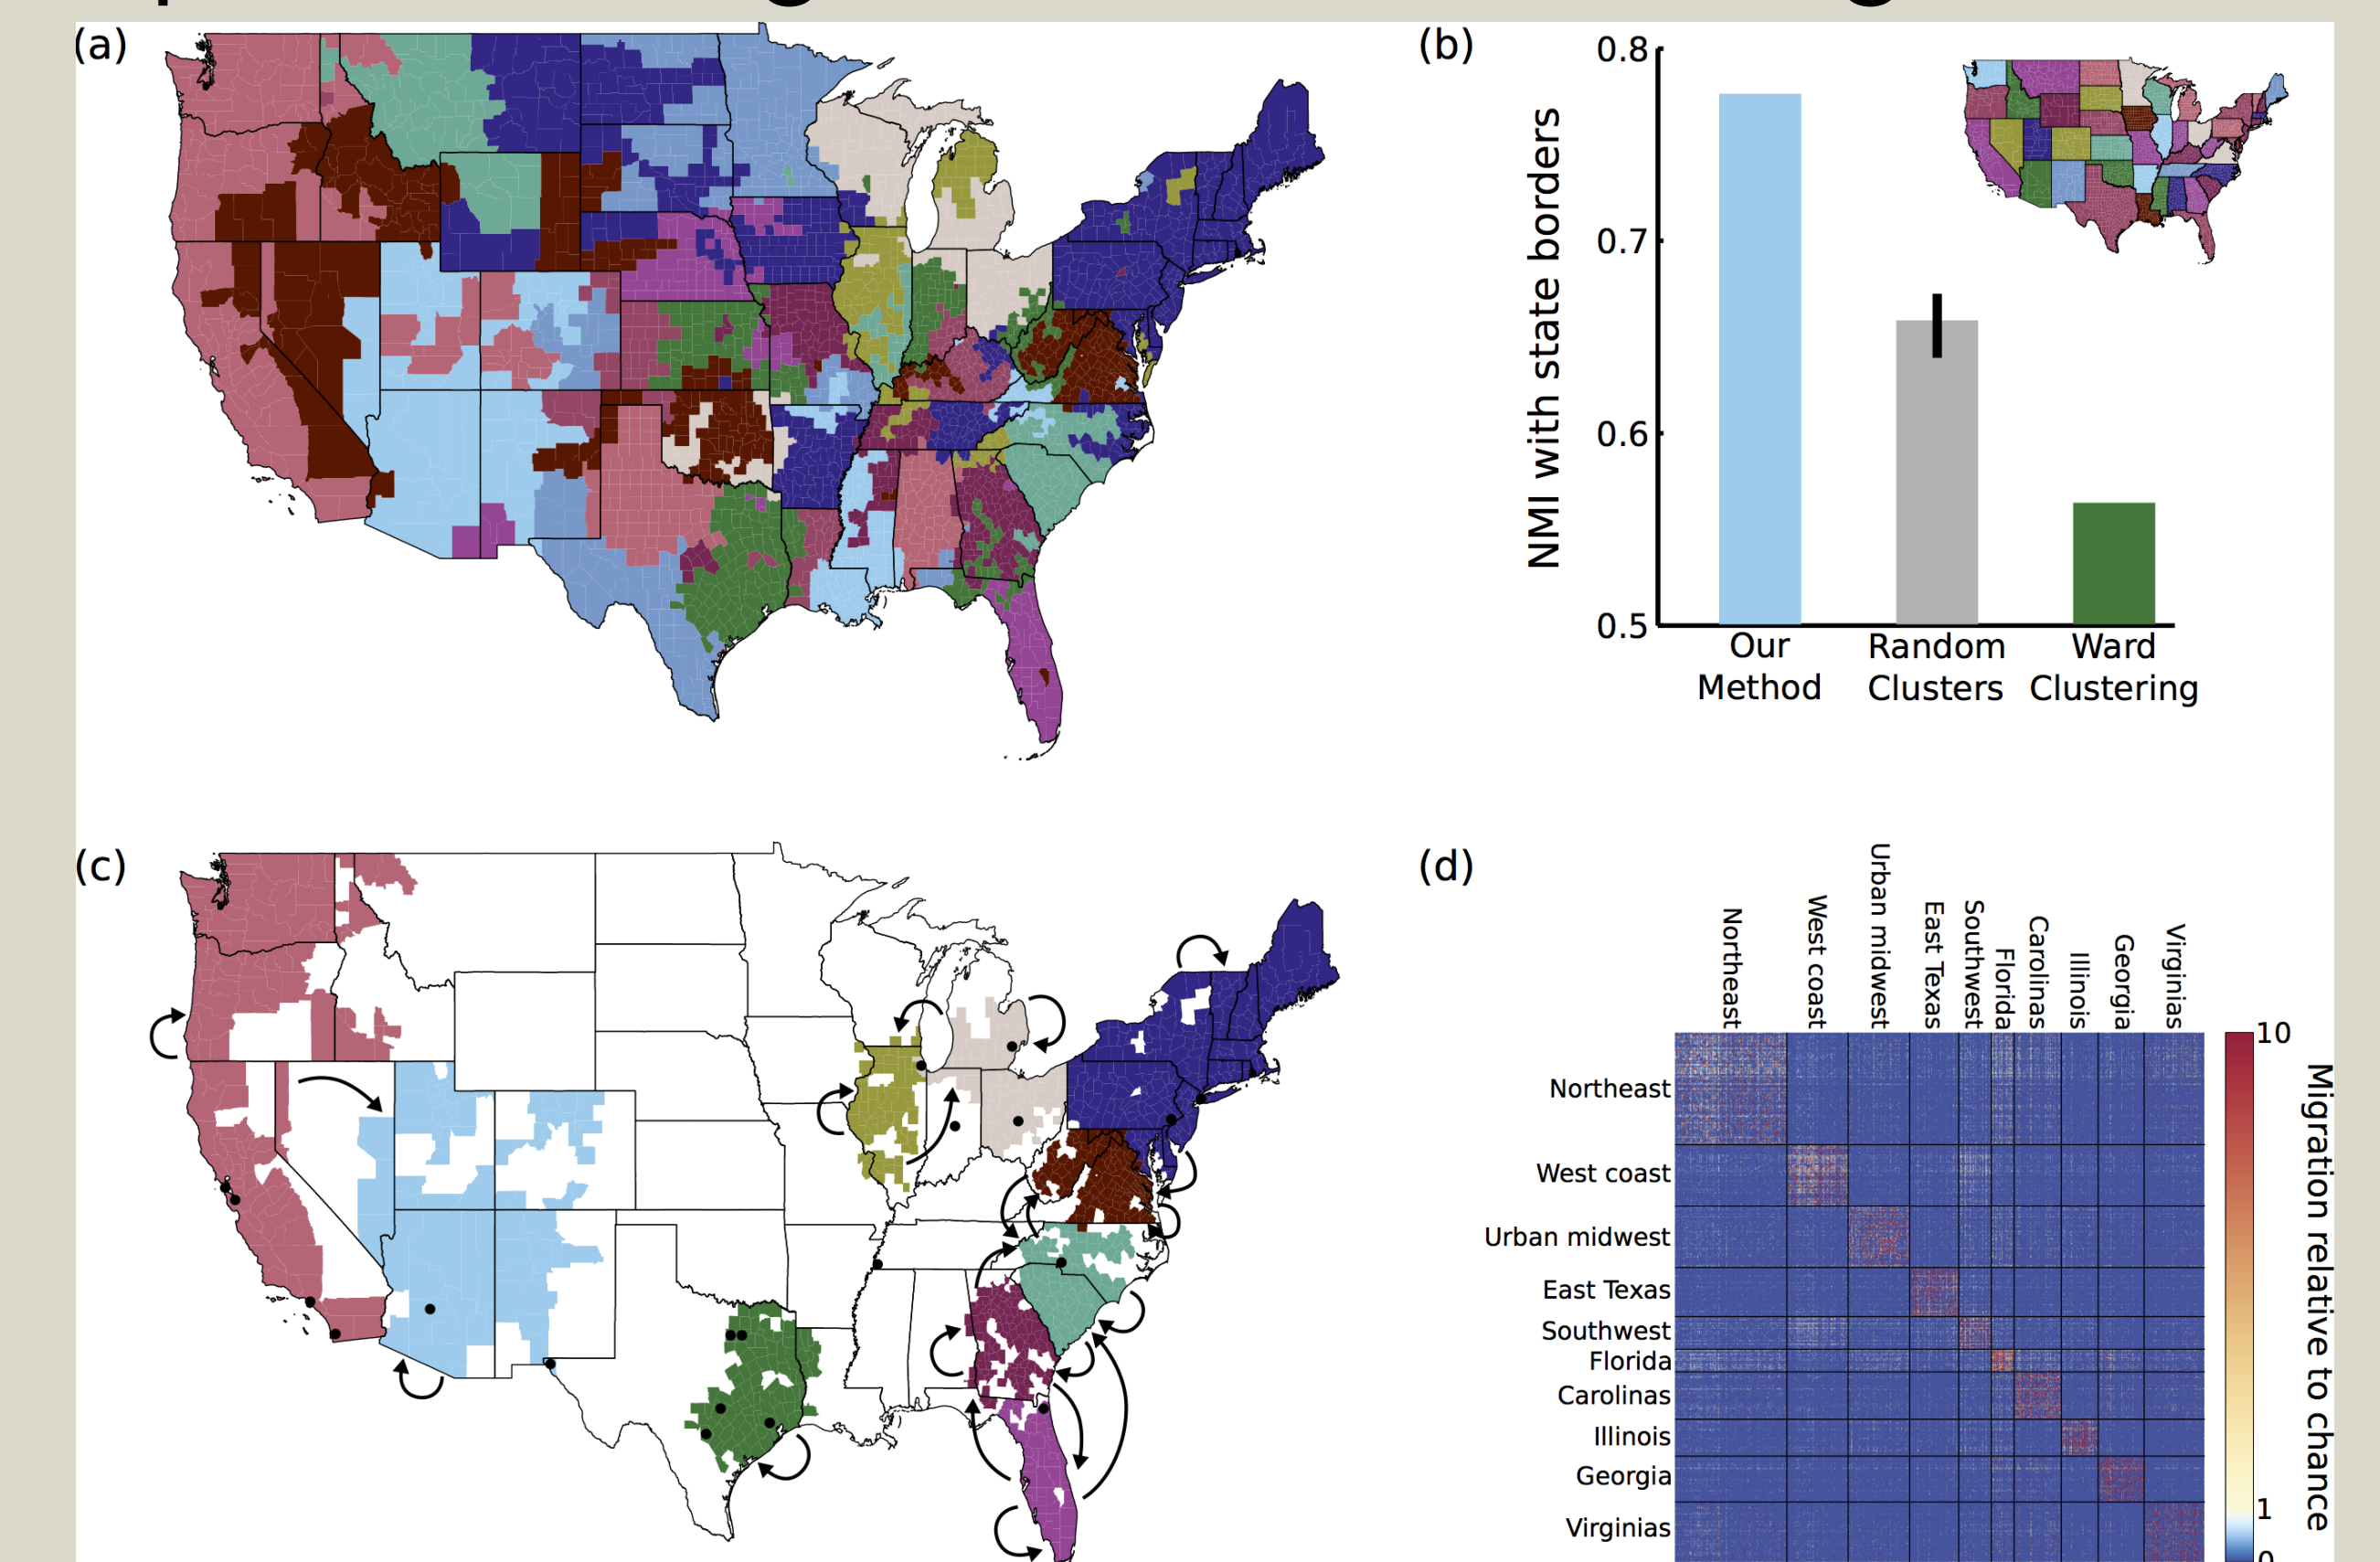 (a)
(b)
0.8
0.7
0.6
0.5
NMI with state borders
Our
Method
Random
Clusters
Ward
Clustering
(c)
(d)
Northeast
West coast
Urban midwest
East Texas
Southwest
Florida
Carolinas
Illinois
Georgia
Virginias
Northeast
West coast
Urban midwest
East Texas
Southwest
Florida
Carolinas
Illinois
Georgia
Virginias
10
1
0
Migration relative to chance